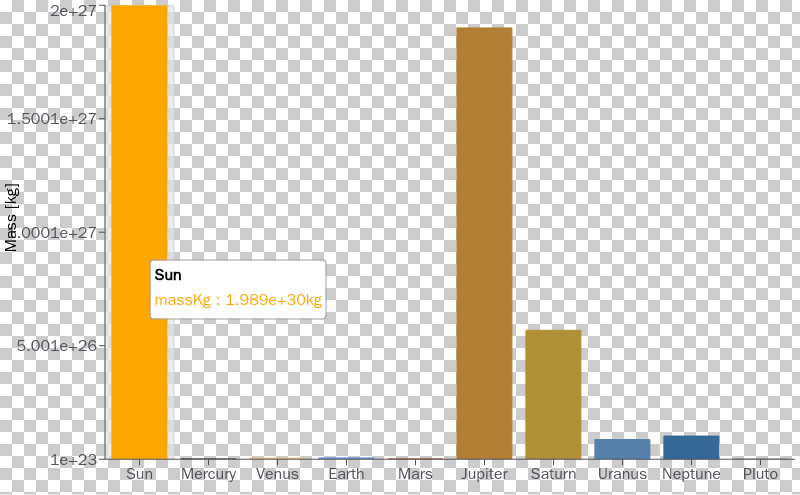 2e+27
1.5001e+27
.0001e+27
5.001e+26
1e+23
Mass [kg]
Sun
massKg : 1.989e+30kg
Sun Mercury Venus Earth Mars Jupiter Saturn Uranus Neptune Pluto